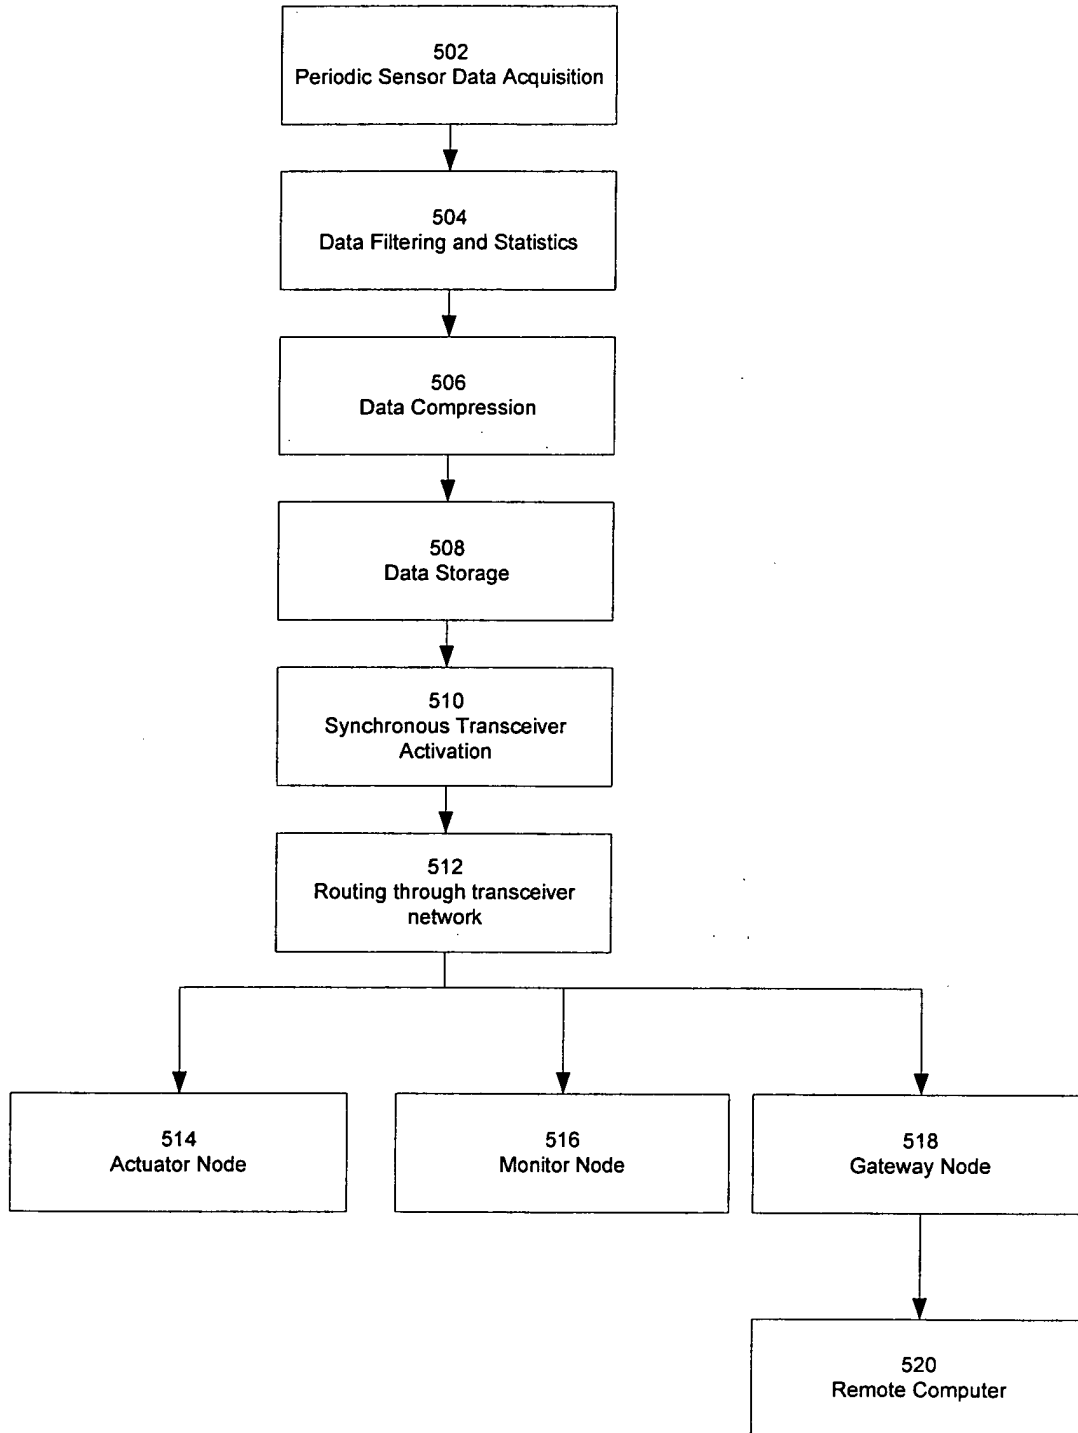 502
Periodic Sensor Data Acquisition
504
Data Filtering and Statistics
506
Data Compression
508
Data Storage
510
Synchronous Transceiver
Activation
512
Routing through transceiver
network
514
Actuator Node
516
Monitor Node
518
Gateway Node
520
Remote Computer